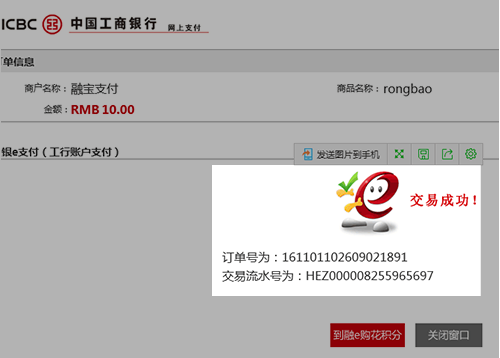 ICBC 中国工商银行 网上支付
单信息
商户名称： 融宝支付 商品名称： rongbao
金额： RMB 10.00
银e支付（工行账户支付）
发送图片到手机
交易成功！
订单号为：161101102609021891
交易流水号为：HEZ000008255965697
到融e购花积分 关闭窗口